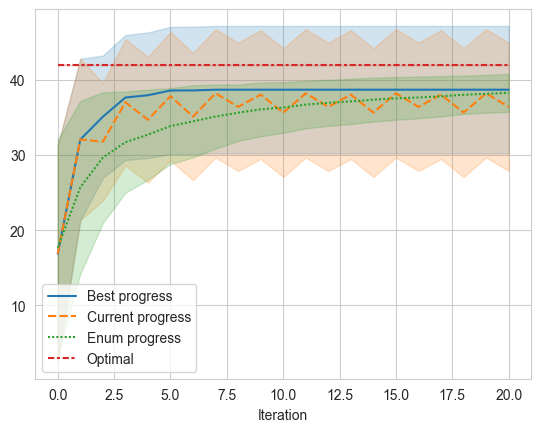 40
30
20
10
Best progress
Current progress
Enum progress
Optimal
0.0 2.5 5.0 7.5 10.0 12.5 15.0 17.5 20.0
Iteration